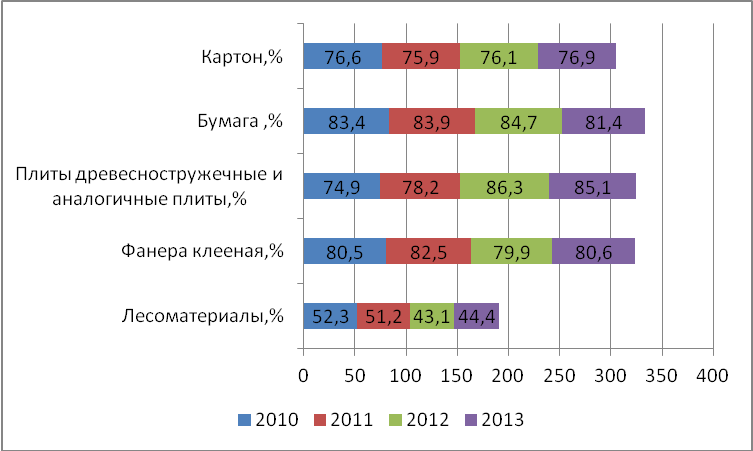 Картон,%
76,6 75,9 76,1 76,9
Бумага ,%
83,4 83,9 84,7 81,4
Плиты древесностружечные и
аналогичные плиты,%
74,9 78,2 86,3 85,1
Фанера клееная,%
80,5 82,5 79,9 80,6
Лесоматериалы,%
52,3 51,2 43,1 44,4
0 50 100 150 200 250 300 350 400
2010 2011 2012 2013